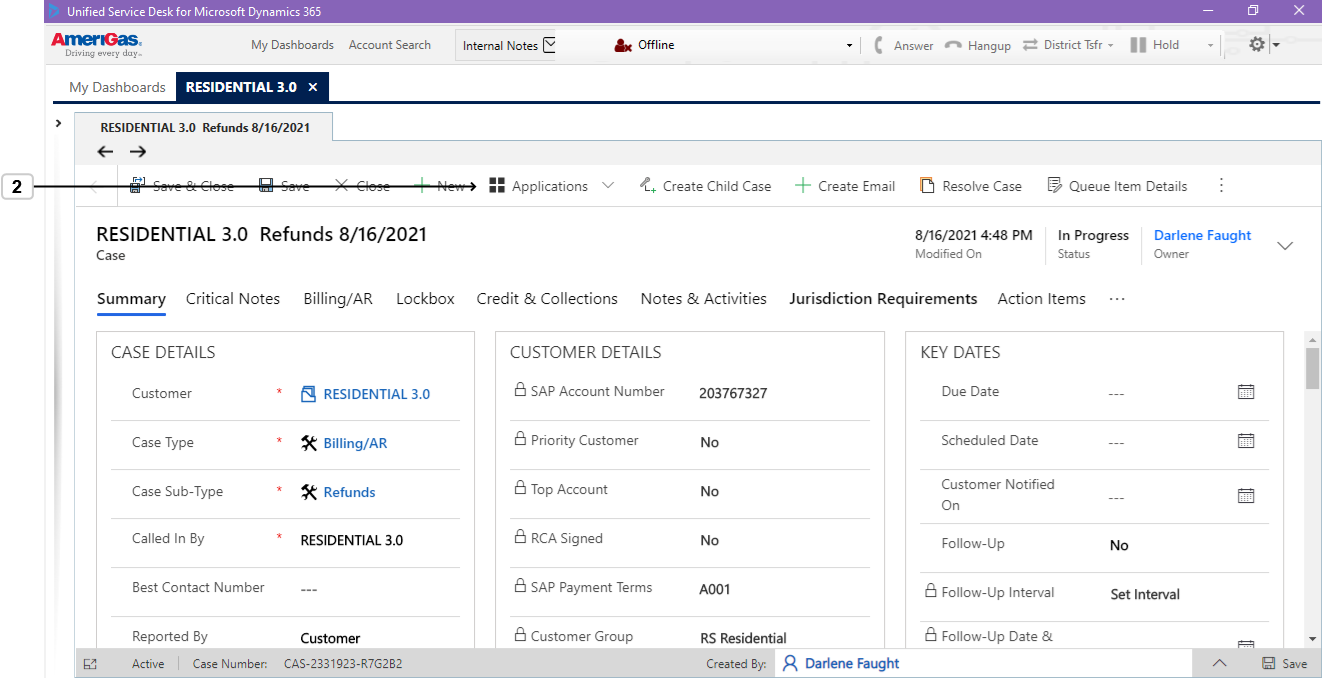 Unified Service Desk for Microsoft Dynamics 365
AmeriGas
Driving every day..
My Dashboards Account Search Internal Notes Offline Answer Hangup District Tsfr Hold
My Dashboards RESIDENTIAL 3.0 ×
RESIDENTIAL 3.0 Refunds 8/16/2021
2
Save & Close Save Close New Applications Create Child Case Create Email Resolve Case Queue Item Details
RESIDENTIAL 3.0 Refunds 8/16/2021
Case
8/16/2021 4:48 PM In Progress Darlene Faught
Modified On Status Owner
Summary Critical Notes Billing/AR Lockbox Credit & Collections Notes & Activities Jurisdiction Requirements Action Items ...
CASE DETAILS
Customer * RESIDENTIAL 3.0
Case Type * Billing/AR
Case Sub-Type * Refunds
Called In By * RESIDENTIAL 3.0
Best Contact Number ---
Reported By Customer
CUSTOMER DETAILS
SAP Account Number 203767327
Priority Customer No
Top Account No
RCA Signed No
SAP Payment Terms A001
Customer Group RS Residential
KEY DATES
Due Date ---
Scheduled Date ---
Customer Notified
On ---
Follow-Up No
Follow-Up Interval Set Interval
Follow-Up Date &
Active Case Number: CAS-2331923-R7G2B2 Created By: Darlene Faught Save